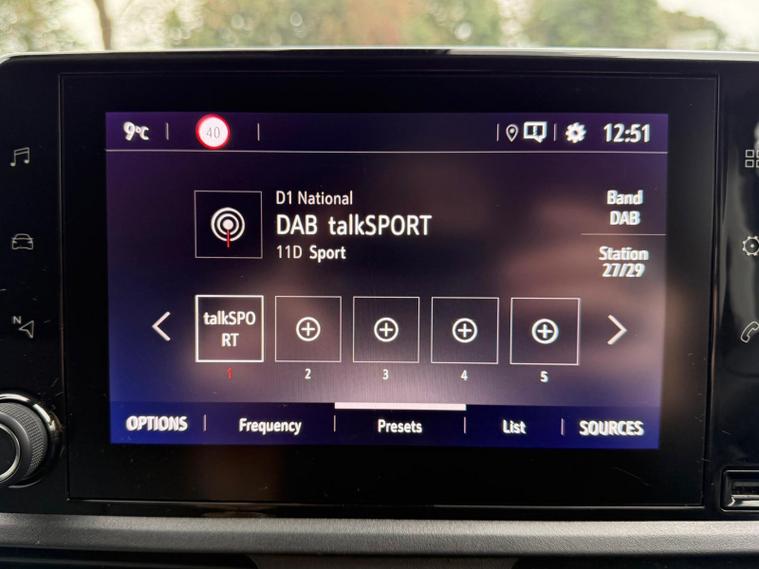 9°C
40
12:51
D1 National
DAB talkSPORT
11D Sport
Band
DAB
Station
27/29
talkSPO
RT
1
2
3
4
5
OPTIONS
Frequency
Presets
List
SOURCES
N